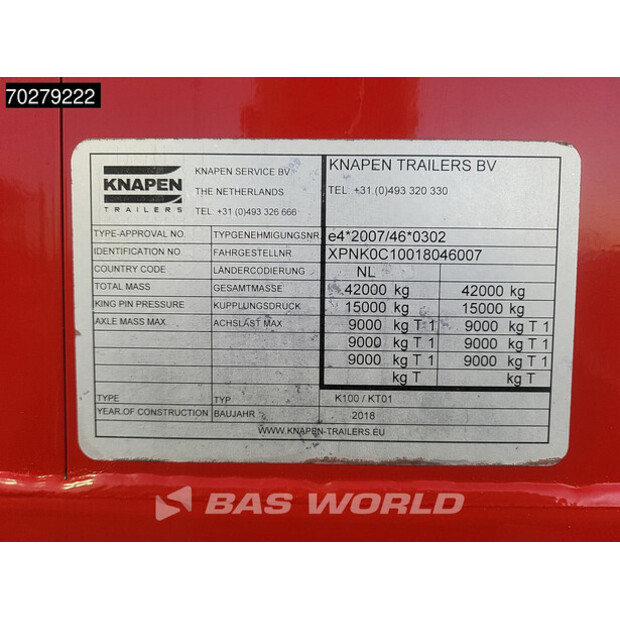 70279222
KNAPEN
TRAILERS
KNAPEN SERVICE BV
THE NETHERLANDS
TEL +31 (0)493 326 666
KNAPEN TRAILERS BV
TEL +31 (0)493 320 330
TYPE-APPROVAL NO. TYPGENEHMIGUNGSNR. e4*2007/46*0302
IDENTIFICATION NO. FAHRGESTELLNR XPNK0C10018046007
COUNTRY CODE LÄNDERCODIERUNG NL
TOTAL MASS GESAMTMASSE 42000 kg 42000 kg
KING PIN PRESSURE KUPPLUNGSDRUCK 15000 kg 15000 kg
AXLE MASS MAX. ACHSLAST MAX 9000 kg T 1 9000 kg T 1
9000 kg T 1 9000 kg T 1
9000 kg T 1 9000 kg T 1
kg T kg T
TYPE TYP K100 / KT01
YEAR OF CONSTRUCTION BAUJAHR 2018
WWW.KNAPEN-TRAILERS.EU
BAS WORLD